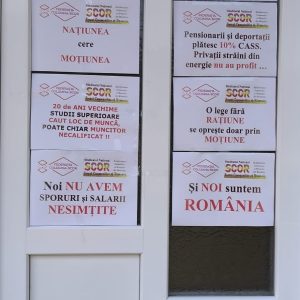 NAȚIUNEA
cere
MOȚIUNEA
20 de ANI VECHIME
STUDII SUPERIOARE
CAUT LOC DE MUNCĂ,
POATE CHIAR MUNCITOR
NECALIFICAT !!
Noi NU AVEM
SPORURI și SALARII
NESIMȚITE
Pensionarii și deportații
plătesc 10% CASS.
Privații străini din
energie nu au profit …
SCOR
O lege fără
RAȚIUNE
se oprește doar prin
MOȚIUNE
SCOR
Și NOI suntem
ROMÂNIA